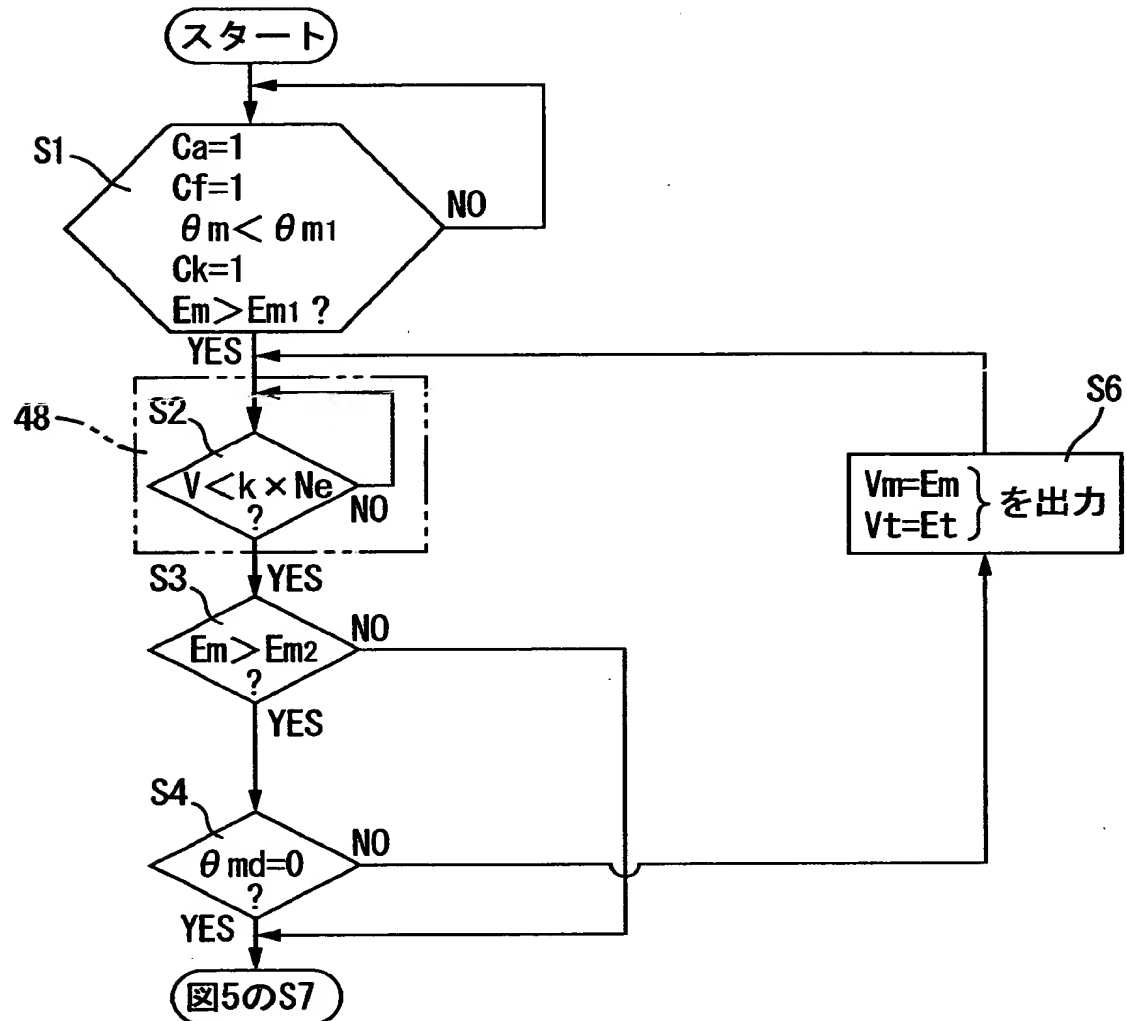 スタート
S1
Ca=1
Cf=1
θm<θm1
Ck=1
Em>Em1 ?
NO
YES
48
S2
V<k×Ne
?
NO
YES
S6
Vm=Em
Vt=Et
を出力
S3
Em>Em2
?
NO
YES
S4
θmd=0
?
NO
YES
図5のS7